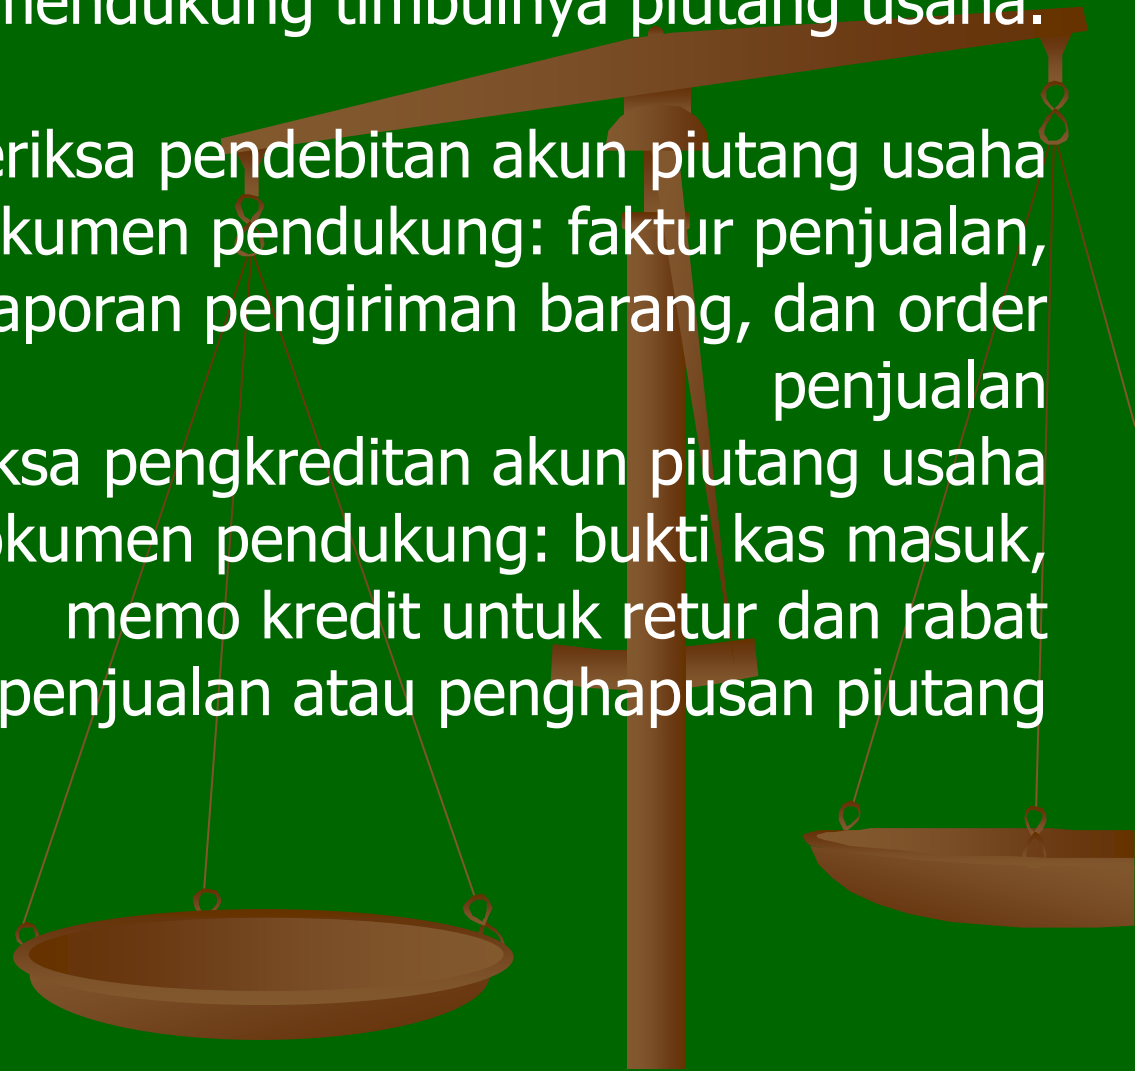 mendukung timbulnya piutang usaha.
eriksa pendebitan akun piutang usaha
kumen pendukung: faktur penjualan,
aporan pengiriman barang, dan order
penjualan
ksa pengkreditan akun piutang usaha
okumen pendukung: bukti kas masuk,
memo kredit untuk retur dan rabat
penjualan atau penghapusan piutang